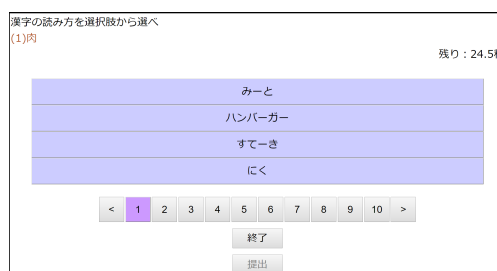 漢字の読み方を選択肢から選べ
(1)肉
残り：24.5秒
みーと
ハンバーガー
すてーき
にく
< 1 2 3 4 5 6 7 8 9 10 >
終了
提出